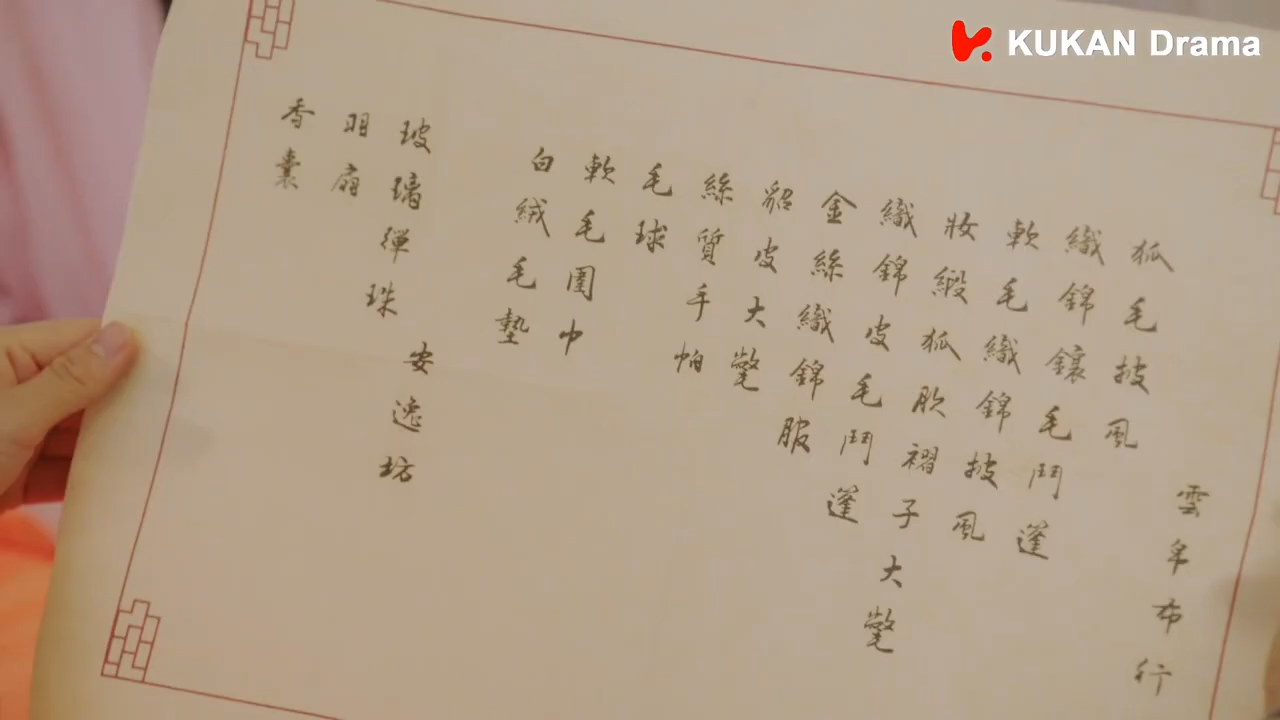 KUKAN Drama
雲帛布行
狐毛披風
織錦鑲毛鬥蓬
軟毛織錦披風
妝緞狐肷褶子大氅
織錦皮毛鬥蓬
金絲織錦服
貂皮大氅
絲質手帕
毛球
軟毛圍巾
白絨毛墊
安逸坊
玻璃弹珠
羽扇
香囊